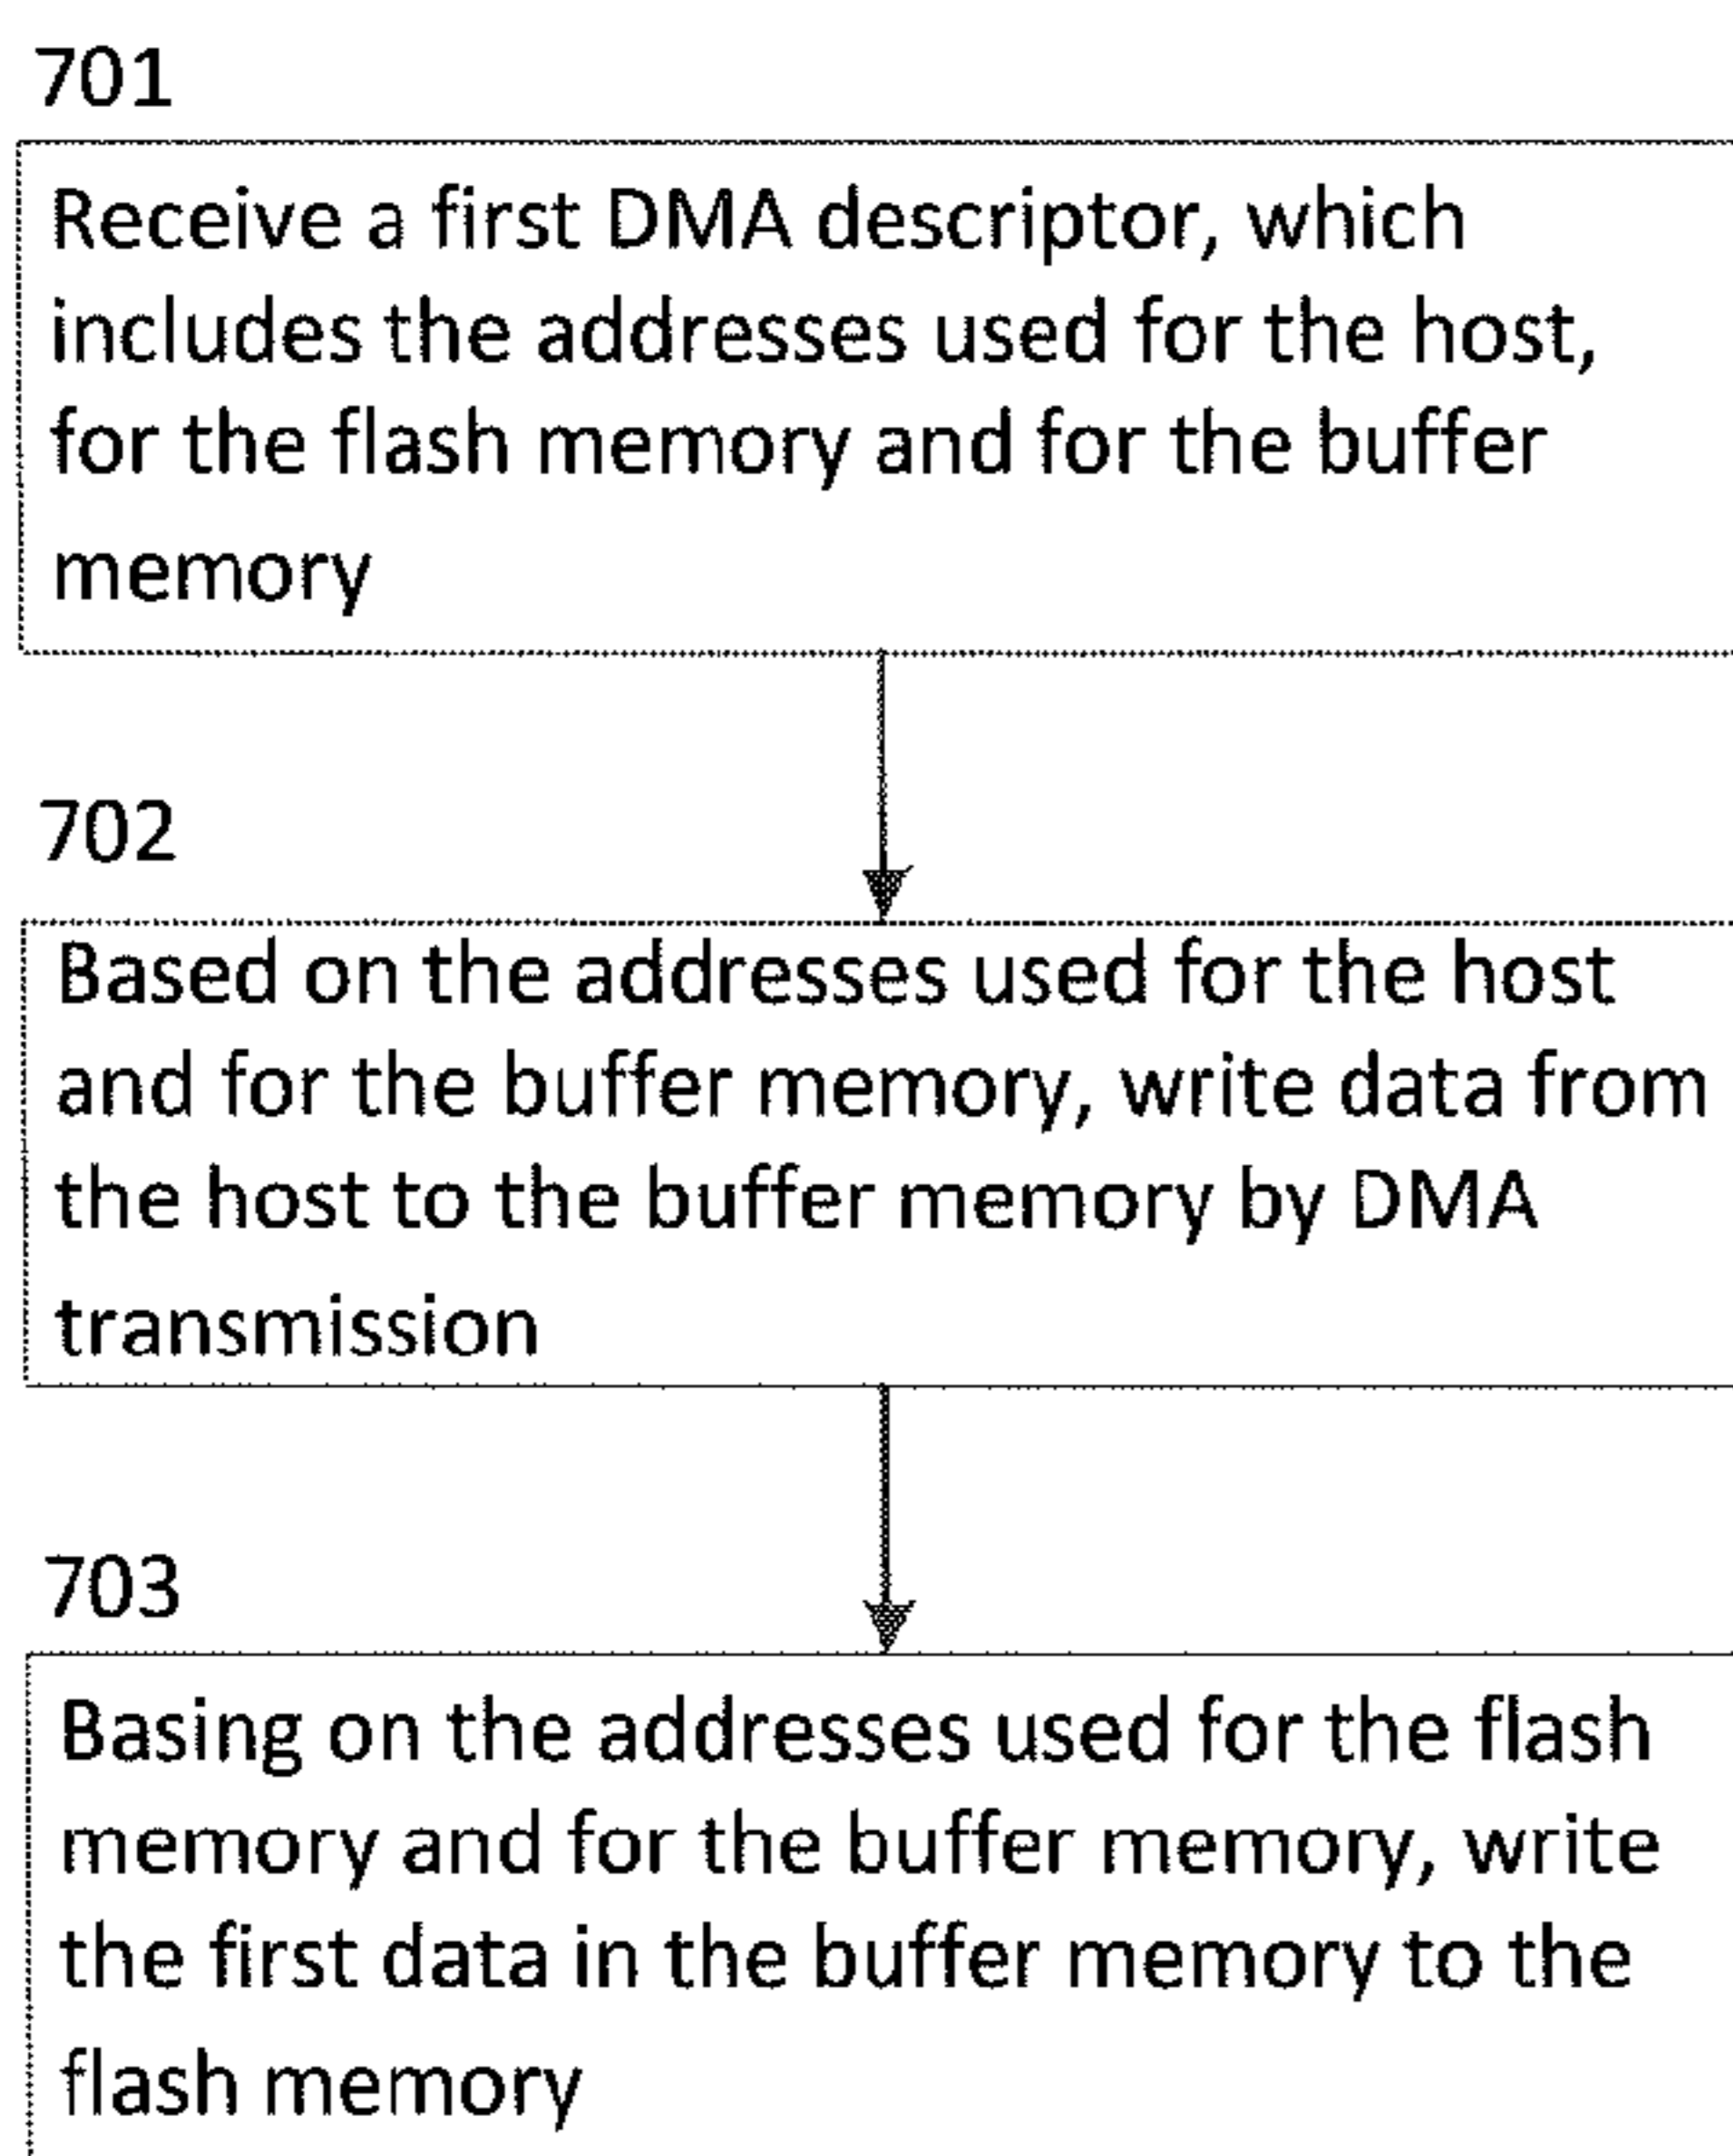 701
Receive a first DMA descriptor, which
includes the addresses used for the host,
for the flash memory and for the buffer
memory
702
Based on the addresses used for the host
and for the buffer memory, write data from
the host to the buffer memory by DMA
transmission
703
Basing on the addresses used for the flash
memory and for the buffer memory, write
the first data in the buffer memory to the
flash memory